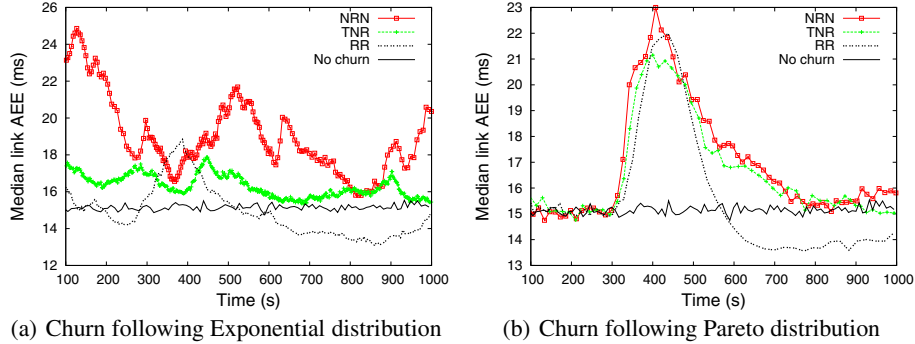 26
24
22
20
18
16
14
12
100 200 300 400 500 600 700 800 900 1000
Median link AEE (ms)
Time (s)
NRN
TNR
RR
No churn
(a) Churn following Exponential distribution
23
22
21
20
19
18
17
16
15
14
13
100 200 300 400 500 600 700 800 900 1000
Median link AEE (ms)
Time (s)
NRN
TNR
RR
No churn
(b) Churn following Pareto distribution